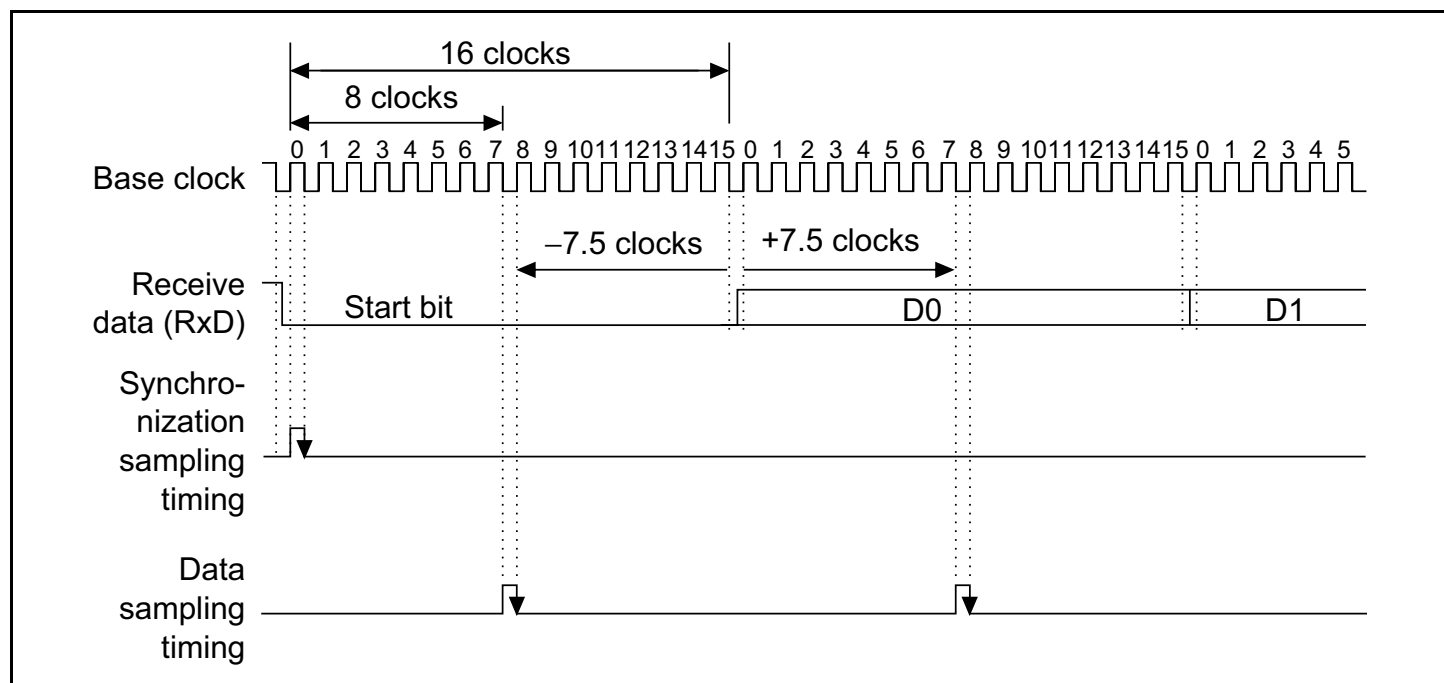 16 clocks
8 clocks
0 1 2 3 4 5 6 7 8 9 10 11 12 13 14 15 0 1 2 3 4 5 6 7 8 9 10 11 12 13 14 15 0 1 2 3 4 5
Base clock
–7.5 clocks
+7.5 clocks
Receive
data (RxD)
Start bit
D0
D1
Synchro-
nization
sampling
timing
Data
sampling
timing